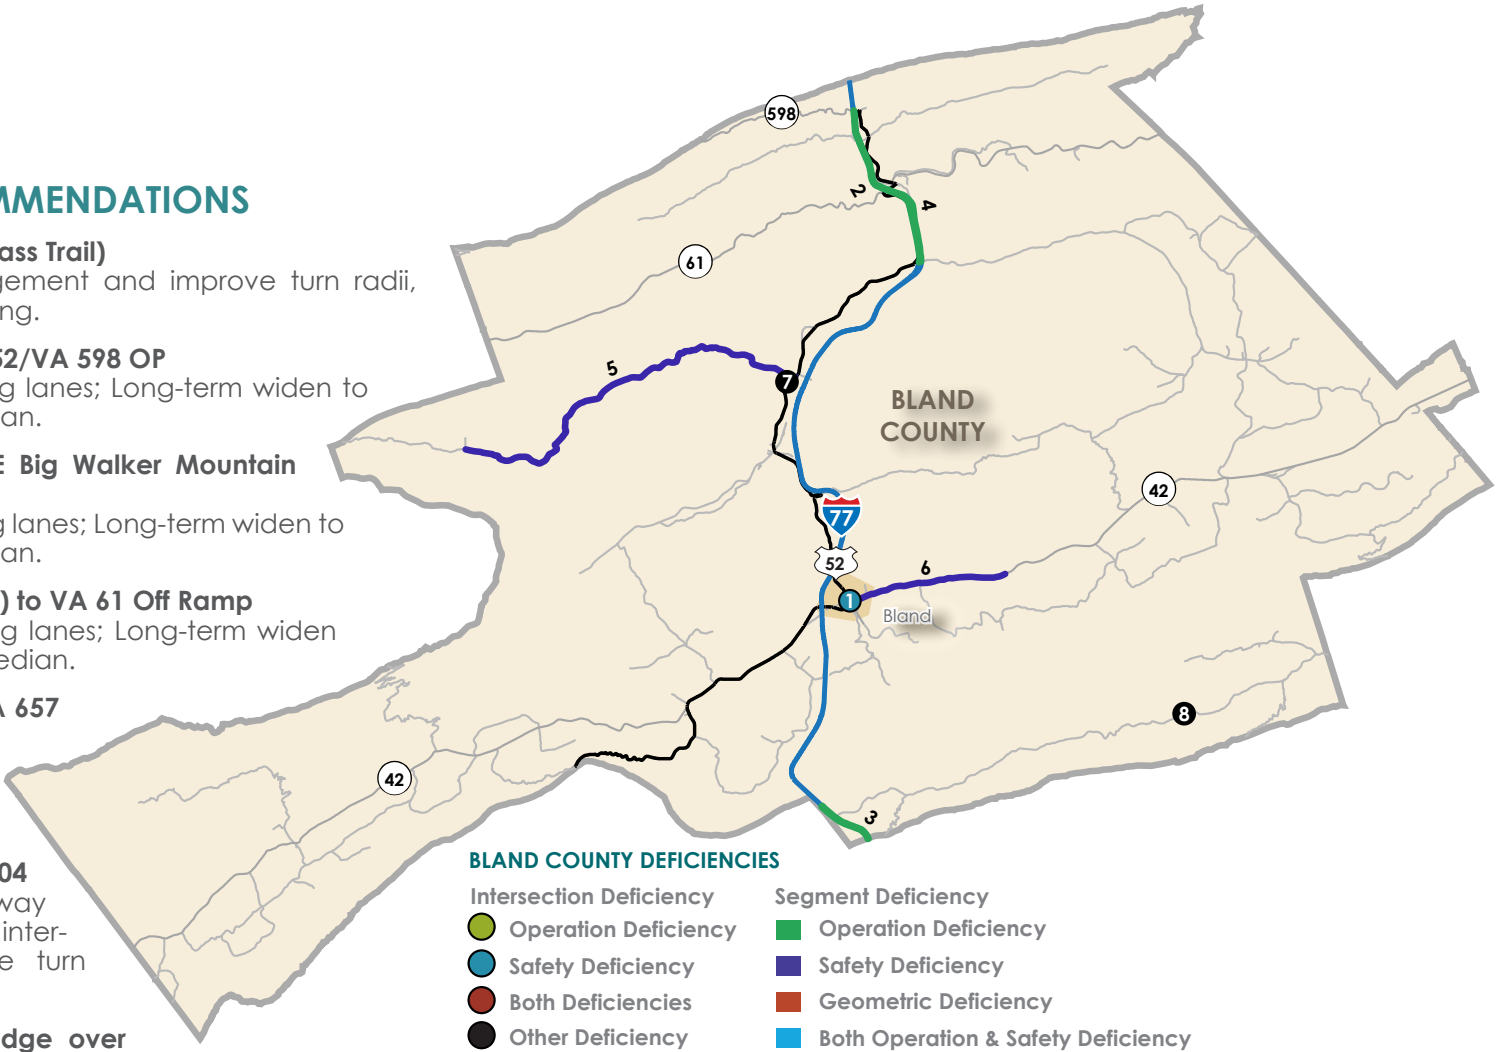 MMENDATIONS
ass Trail)
gement and improve turn radii,
ng.
52/VA 598 OP
g lanes; Long-term widen to
an.
E Big Walker Mountain
g lanes; Long-term widen to
an.
) to VA 61 Off Ramp
ng lanes; Long-term widen
edian.
A 657
04
way
inter-
e turn
dge over
598
2
4
61
5
7
BLAND
COUNTY
42
77
52
6
1
Bland
8
42
3
BLAND COUNTY DEFICIENCIES
Intersection Deficiency
Operation Deficiency
Safety Deficiency
Both Deficiencies
Other Deficiency
Segment Deficiency
Operation Deficiency
Safety Deficiency
Geometric Deficiency
Both Operation & Safety Deficiency